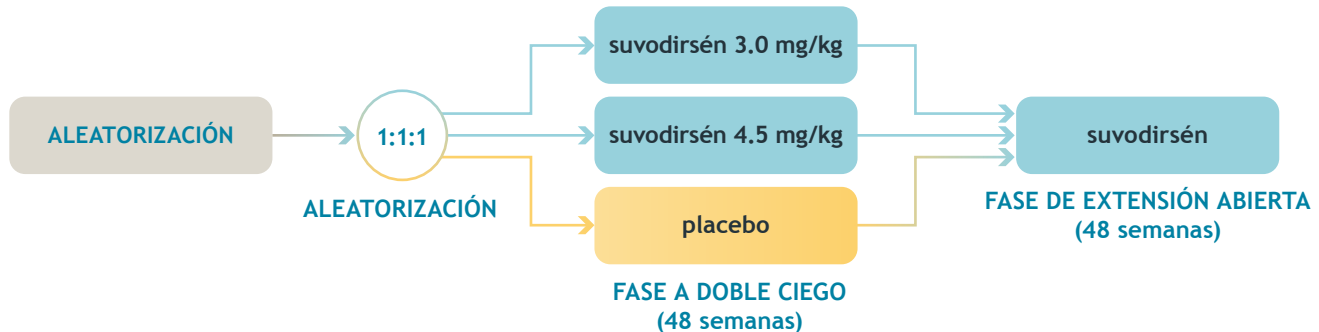 ALEATORIZACIÓN
1:1:1
ALEATORIZACIÓN
suvodirsén 3.0 mg/kg
suvodirsén 4.5 mg/kg
placebo
FASE A DOBLE CIEGO
(48 semanas)
suvodirsén
FASE DE EXTENSIÓN ABIERTA
(48 semanas)